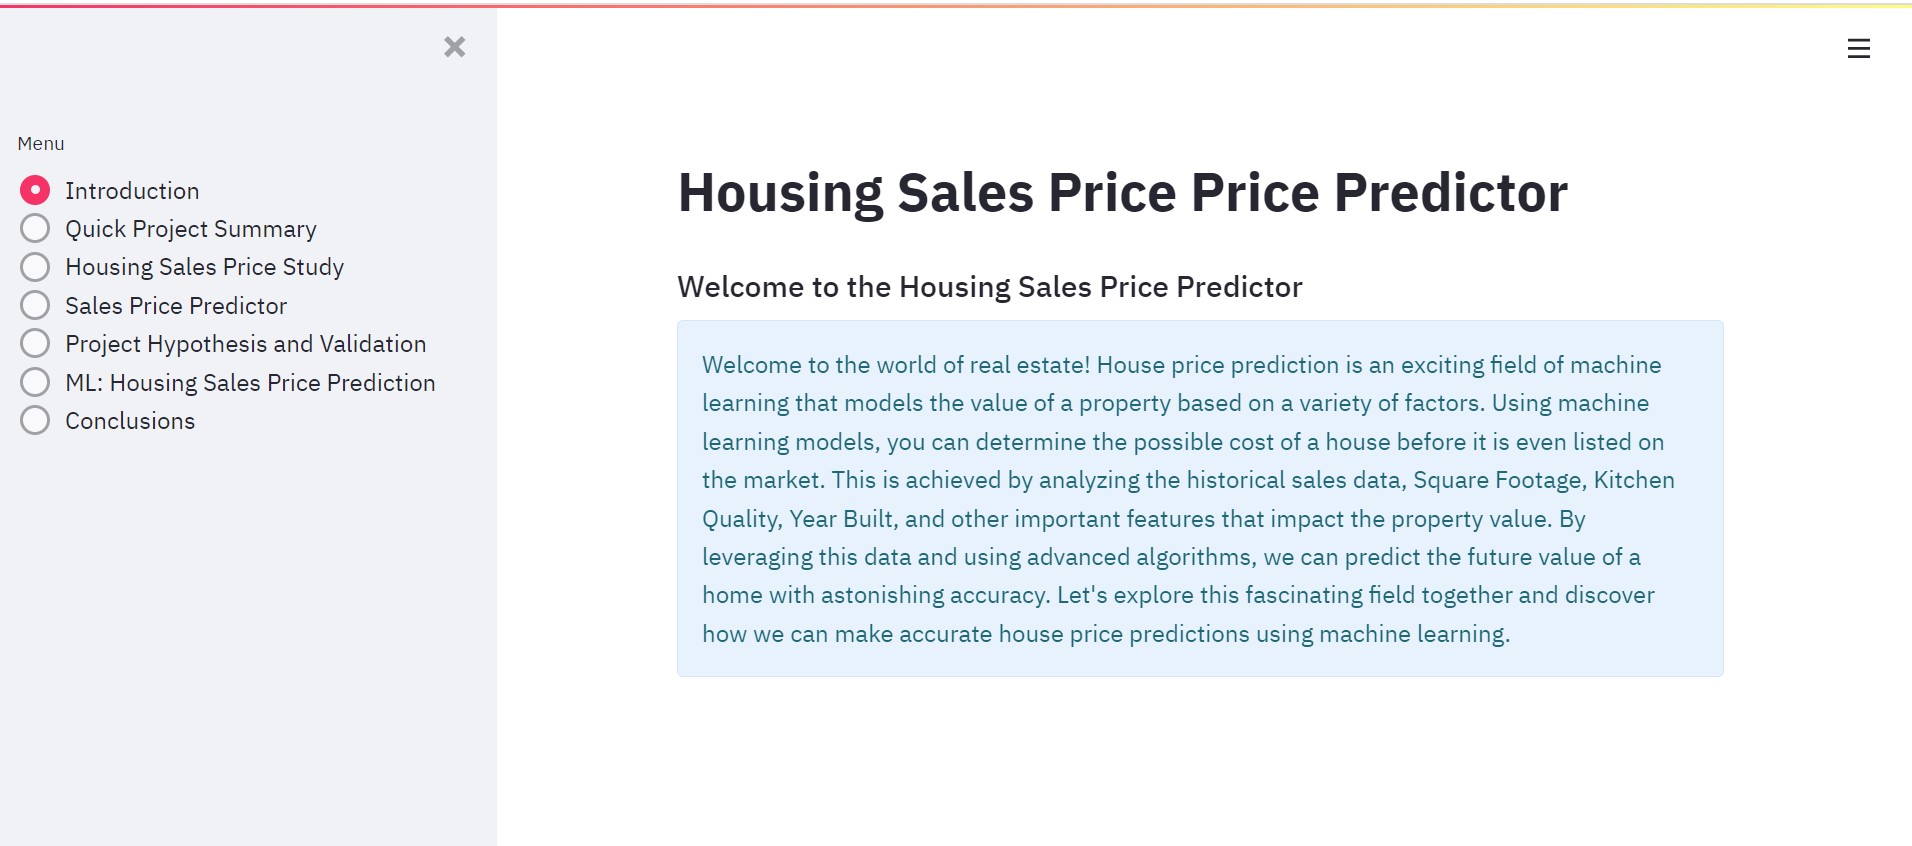 Menu
Introduction
Quick Project Summary
Housing Sales Price Study
Sales Price Predictor
Project Hypothesis and Validation
ML: Housing Sales Price Prediction
Conclusions
Housing Sales Price Price Predictor
Welcome to the Housing Sales Price Predictor
Welcome to the world of real estate! House price prediction is an exciting field of machine
learning that models the value of a property based on a variety of factors. Using machine
learning models, you can determine the possible cost of a house before it is even listed on
the market. This is achieved by analyzing the historical sales data, Square Footage, Kitchen
Quality, Year Built, and other important features that impact the property value. By
leveraging this data and using advanced algorithms, we can predict the future value of a
home with astonishing accuracy. Let's explore this fascinating field together and discover
how we can make accurate house price predictions using machine learning.